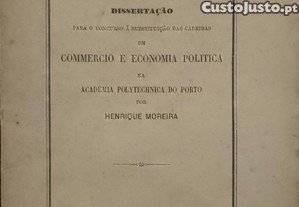 Custojusto.pt
DISSERTAÇÃO
PARA O CONCURSO Á SUBSTITUIÇÃO DAS CADEIRAS
DE
COMMERCIO E ECONOMIA POLITICA
NA
ACADEMIA POLYTECHNICA DO PORTO
POR
HENRIQUE MOREIRA